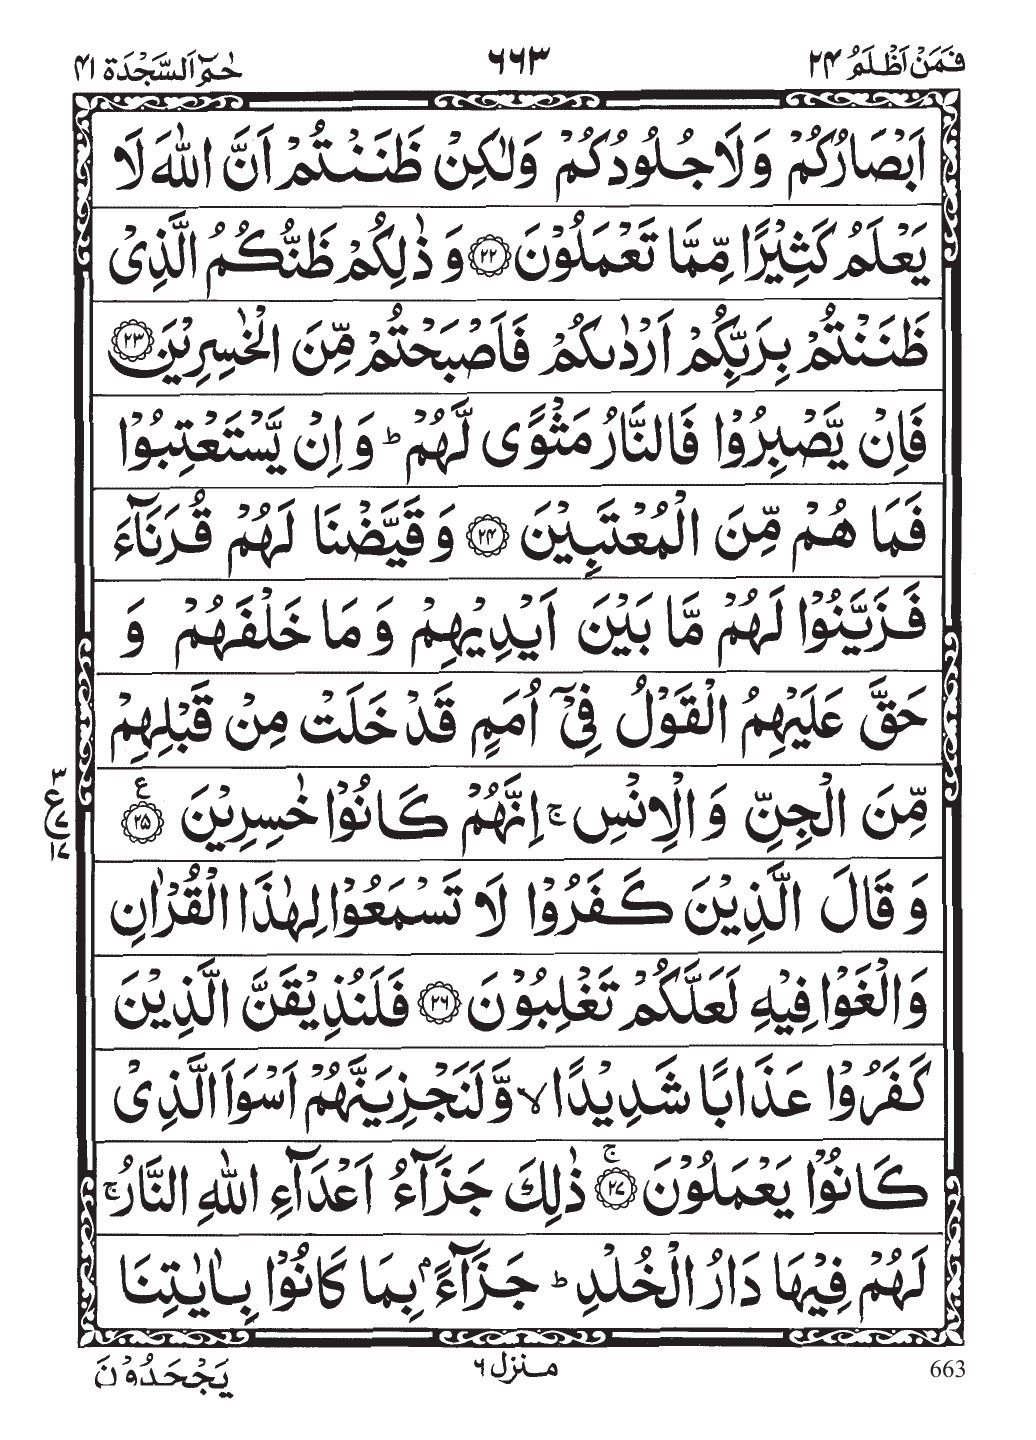 فَمَنْ اَظْلَمُ ۲۴ ۶۶۳ حٰمٓ اَلسَّجْدَة ۴۱
اَبْصَارُكُمْ وَلَا جُلُوْدُكُمْ وَلٰكِنْ ظَنَنْتُمْ اَنَّ اللّٰهَ لَا
يَعْلَمُ كَثِيْرًا مِّمَّا تَعْمَلُوْنَ ۝۲۲ وَ ذٰلِكُمْ ظَنُّكُمُ الَّذِىْ
ظَنَنْتُمْ بِرَبِّكُمْ اَرْدٰىكُمْ فَاَصْبَحْتُمْ مِّنَ الْخٰسِرِيْنَ ۝۲۳
فَاِنْ يَّصْبِرُوْا فَالنَّارُ مَثْوًى لَّهُمْ ؕ وَ اِنْ يَّسْتَعْتِبُوْا
فَمَا هُمْ مِّنَ الْمُعْتَبِيْنَ ۝۲۴ وَ قَيَّضْنَا لَهُمْ قُرَنَآءَ
فَزَيَّنُوْا لَهُمْ مَّا بَيْنَ اَيْدِيْهِمْ وَ مَا خَلْفَهُمْ وَ
حَقَّ عَلَيْهِمُ الْقَوْلُ فِىْٓ اُمَمٍ قَدْ خَلَتْ مِنْ قَبْلِهِمْ
مِّنَ الْجِنِّ وَ الْاِنْسِ ۚ اِنَّهُمْ كَانُوْا خٰسِرِيْنَ ۝۲۵ ع
۳ ع ۷ ۱۷
وَ قَالَ الَّذِيْنَ كَفَرُوْا لَا تَسْمَعُوْا لِهٰذَا الْقُرْاٰنِ
وَالْغَوْا فِيْهِ لَعَلَّكُمْ تَغْلِبُوْنَ ۝۲۶ فَلَنُذِيْقَنَّ الَّذِيْنَ
كَفَرُوْا عَذَابًا شَدِيْدًا ۙ وَّ لَنَجْزِيَنَّهُمْ اَسْوَاَ الَّذِىْ
كَانُوْا يَعْمَلُوْنَ ۝۲۷ ج ذٰلِكَ جَزَآءُ اَعْدَآءِ اللّٰهِ النَّارُ ۚ
لَهُمْ فِيْهَا دَارُ الْخُلْدِ ؕ جَزَآءًۢ بِمَا كَانُوْا بِاٰيٰتِنَا
يَجْحَدُوْنَ
منزل ۶
663